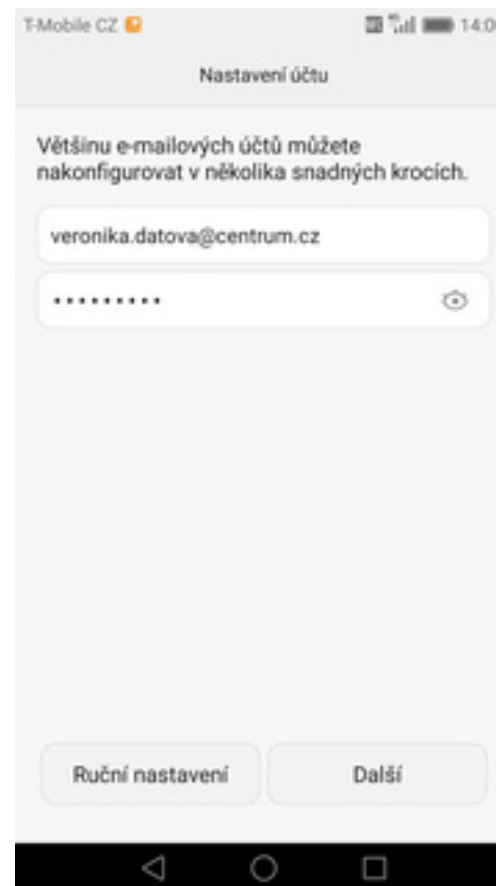 T-Mobile CZ 14:0
Nastavení účtu
Většinu e-mailových účtů můžete
nakonfigurovat v několika snadných krocích.
veronika.datova@centrum.cz
•••••••••
Ruční nastavení Další